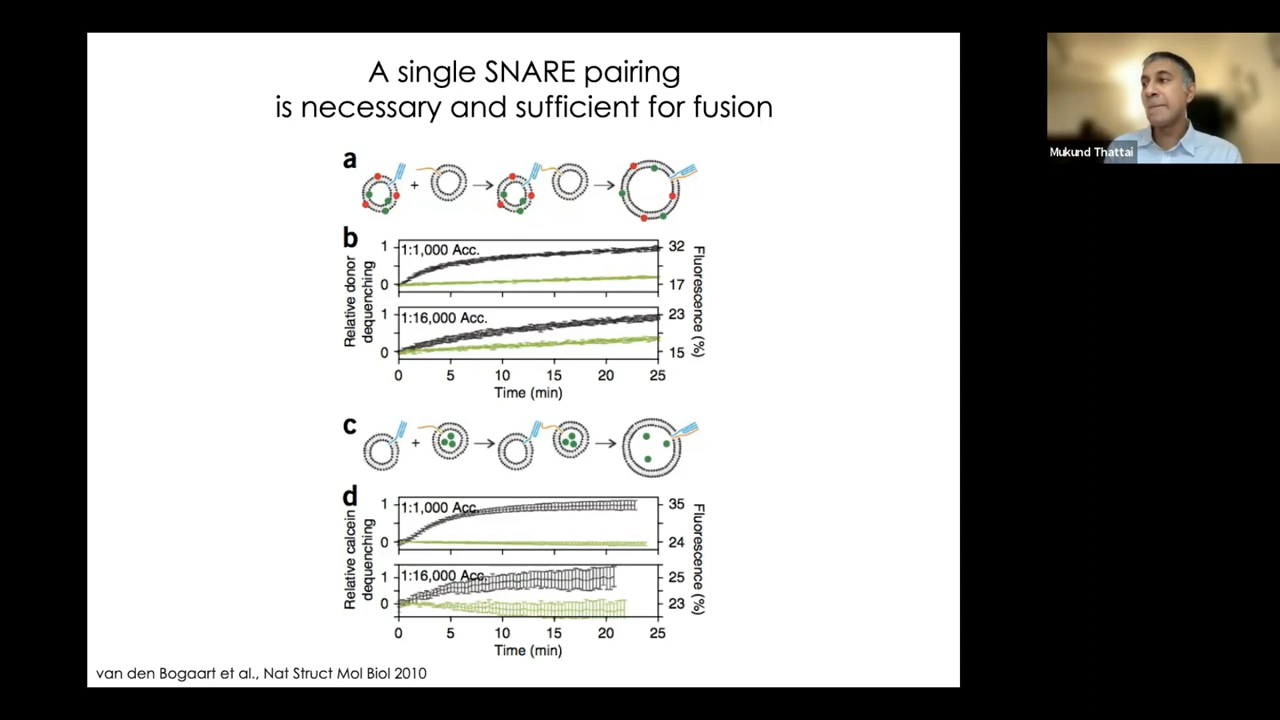 A single SNARE pairing
is necessary and sufficient for fusion
Mukund Thattai
a
+
b
1
0
1:1,000 Acc.
32
17
1
0
1:16,000 Acc.
23
15
Relative donor
dequenching
Fluorescence (%)
0 5 10 15 20 25
Time (min)
c
+
d
1
0
1:1,000 Acc.
35
24
1
0
1:16,000 Acc.
25
23
Relative calcein
dequenching
Fluorescence (%)
0 5 10 15 20 25
Time (min)
van den Bogaart et al., Nat Struct Mol Biol 2010